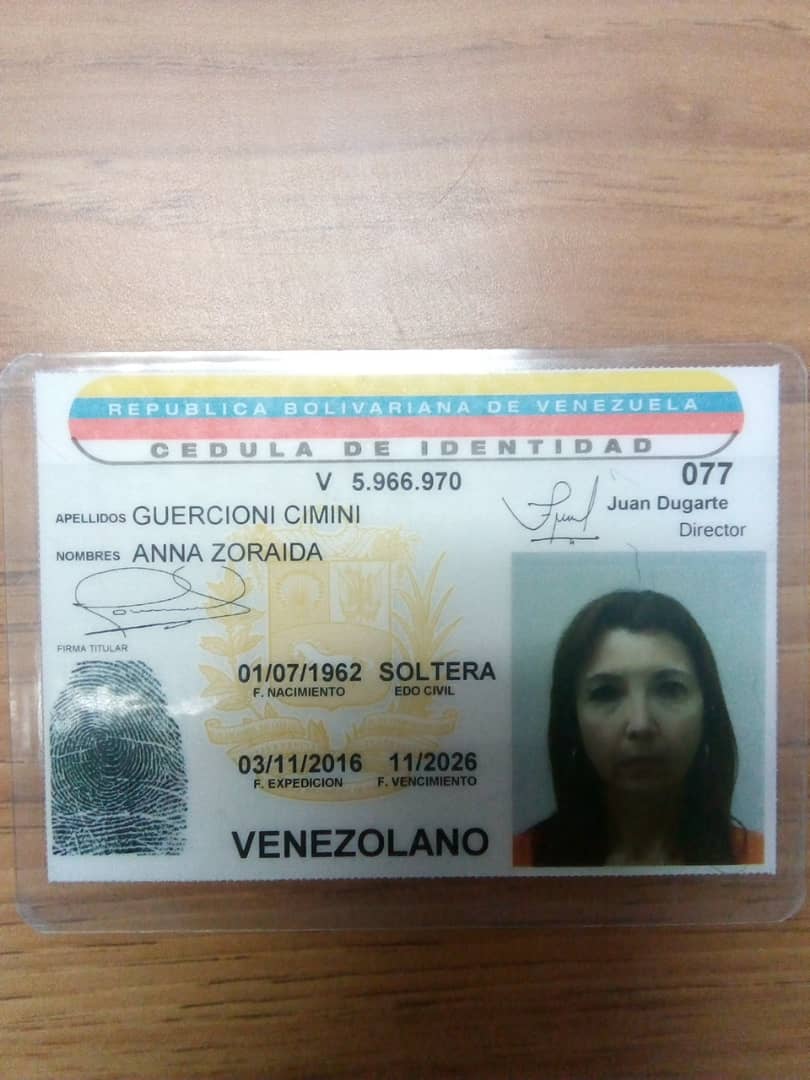 REPUBLICA BOLIVARIANA DE VENEZUELA
CEDULA DE IDENTIDAD
V 5.966.970
077
Juan Dugarte
Director
APELLIDOS GUERCIONI CIMINI
NOMBRES ANNA ZORAIDA
FIRMA TITULAR
01/07/1962 SOLTERA
F. NACIMIENTO EDO CIVIL
03/11/2016 11/2026
F. EXPEDICION F. VENCIMIENTO
VENEZOLANO